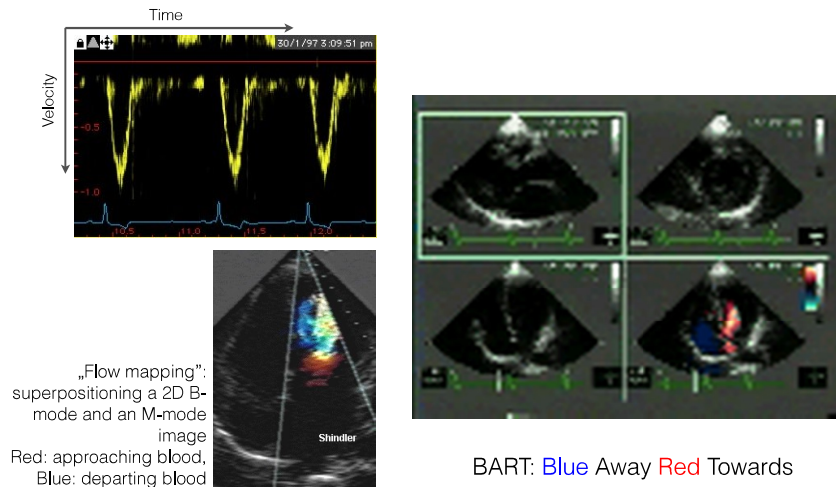 Time
30/1/97 3:09:51 pm
Velocity
-0.5
-1.0
10.5 11.0 11.5 12.0
„Flow mapping”:
superpositioning a 2D B-
mode and an M-mode
image
Red: approaching blood,
Blue: departing blood
Shindler
BART: Blue Away Red Towards